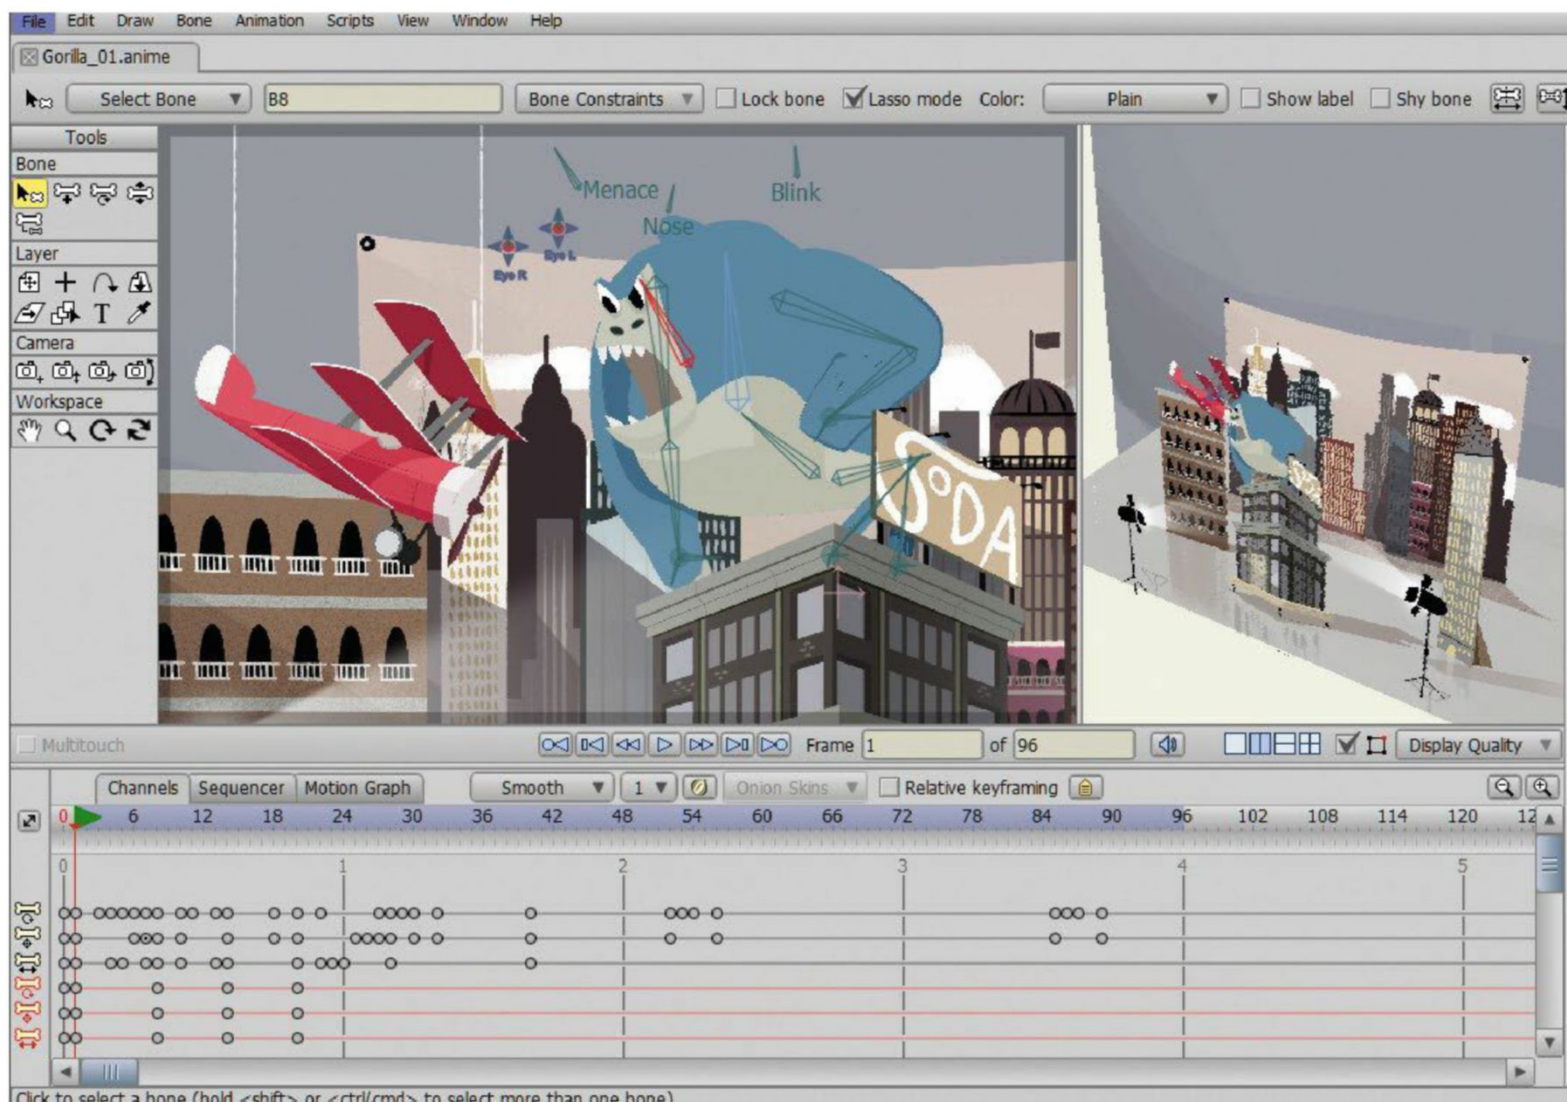 File Edit Draw Bone Animation Scripts View Window Help
Gorilla_01.anime
Select Bone B8 Bone Constraints Lock bone Lasso mode Color: Plain Show label Shy bone
Tools
Bone
Layer
T
Camera
Workspace
Menace
Blink
Nose
Eye L
Eye R
SODA
Multitouch Frame 1 of 96 Display Quality
Channels Sequencer Motion Graph Smooth 1 Onion Skins Relative keyframing
0 6 12 18 24 30 36 42 48 54 60 66 72 78 84 90 96 102 108 114 120 12
0 1 2 3 4 5
Click to select a bone (hold <shift> or <ctrl/cmd> to select more than one bone)